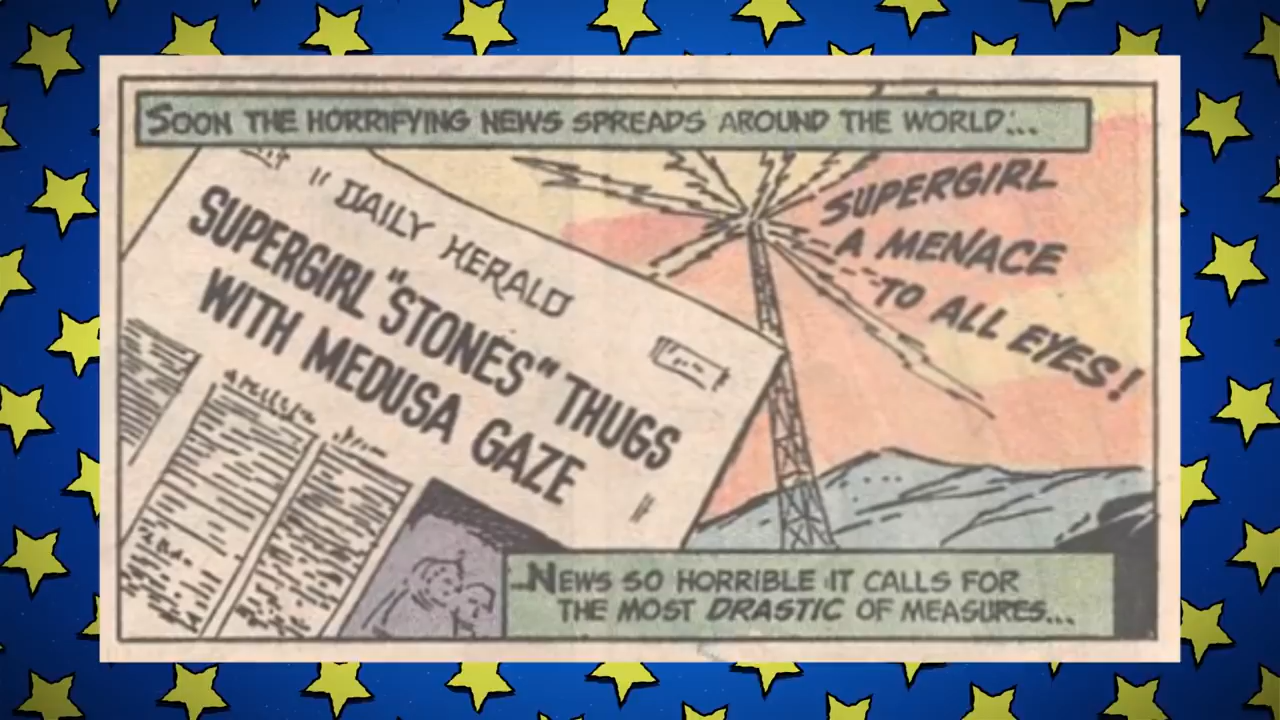 SOON THE HORRIFYING NEWS SPREADS AROUND THE WORLD...
"DAILY HERALD
SUPERGIRL "STONES" THUGS
WITH MEDUSA GAZE
SUPERGIRL
A MENACE
--TO ALL EYES!
...NEWS SO HORRIBLE IT CALLS FOR
THE MOST DRASTIC OF MEASURES...